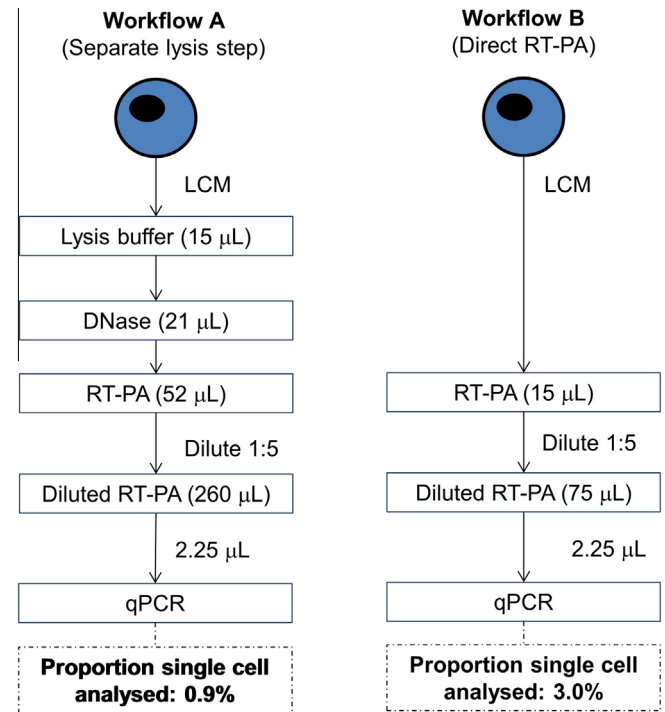 Workflow A
(Separate lysis step)
LCM
Lysis buffer (15 μL)
DNase (21 μL)
RT-PA (52 μL)
Dilute 1:5
Diluted RT-PA (260 μL)
2.25 μL
qPCR
Proportion single cell
analysed: 0.9%
Workflow B
(Direct RT-PA)
LCM
RT-PA (15 μL)
Dilute 1:5
Diluted RT-PA (75 μL)
2.25 μL
qPCR
Proportion single cell
analysed: 3.0%